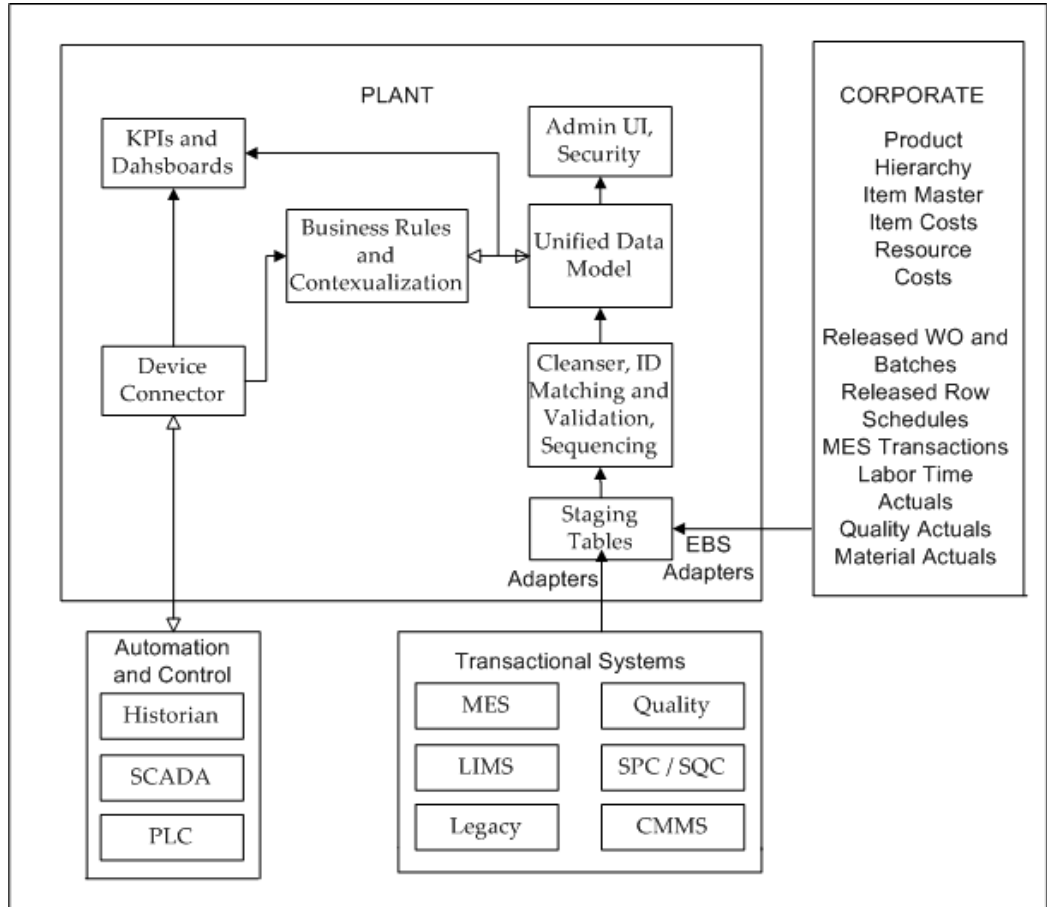 PLANT
KPIs and
Dahsboards
Admin UI,
Security
Business Rules
and
Contexualization
Unified Data
Model
Device
Connector
Cleanser, ID
Matching and
Validation,
Sequencing
Staging
Tables
Adapters
EBS
Adapters
CORPORATE
Product
Hierarchy
Item Master
Item Costs
Resource
Costs
Released WO and
Batches
Released Row
Schedules
MES Transactions
Labor Time
Actuals
Quality Actuals
Material Actuals
Automation
and Control
Historian
SCADA
PLC
Transactional Systems
MES
Quality
LIMS
SPC / SQC
Legacy
CMMS